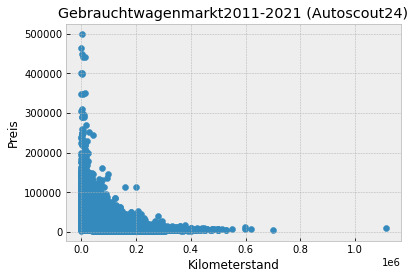 Gebrauchtwagenmarkt2011-2021 (Autoscout24)
500000
400000
300000
200000
100000
0
Preis
0.0 0.2 0.4 0.6 0.8 1.0
1e6
Kilometerstand